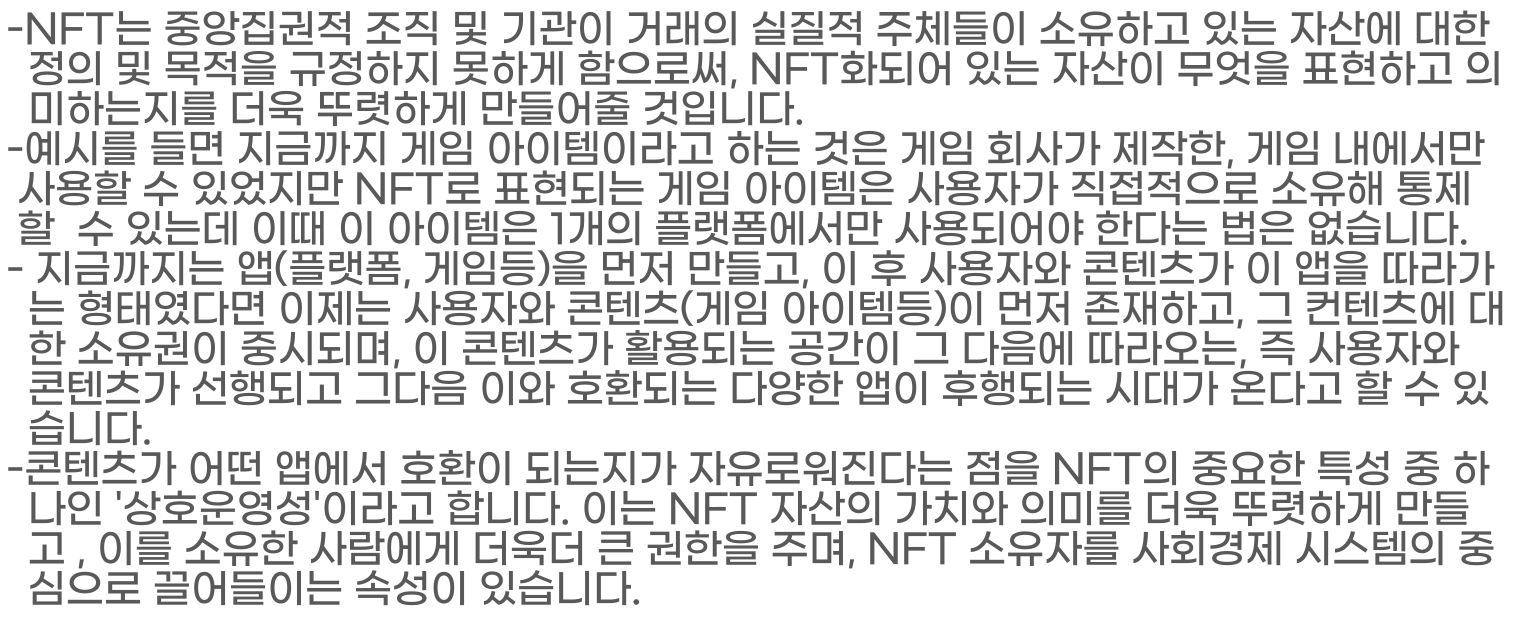 -NFT는 중앙집권적 조직 및 기관이 거래의 실질적 주체들이 소유하고 있는 자산에 대한
정의 및 목적을 규정하지 못하게 함으로써, NFT화되어 있는 자산이 무엇을 표현하고 의
미하는지를 더욱 뚜렷하게 만들어줄 것입니다.
-예시를 들면 지금까지 게임 아이템이라고 하는 것은 게임 회사가 제작한, 게임 내에서만
사용할 수 있었지만 NFT로 표현되는 게임 아이템은 사용자가 직접적으로 소유해 통제
할  수 있는데 이때 이 아이템은 1개의 플랫폼에서만 사용되어야 한다는 법은 없습니다.
- 지금까지는 앱(플랫폼, 게임등)을 먼저 만들고, 이 후 사용자와 콘텐츠가 이 앱을 따라가
는 형태였다면 이제는 사용자와 콘텐츠(게임 아이템등)이 먼저 존재하고, 그 컨텐츠에 대
한 소유권이 중시되며, 이 콘텐츠가 활용되는 공간이 그 다음에 따라오는, 즉 사용자와
콘텐츠가 선행되고 그다음 이와 호환되는 다양한 앱이 후행되는 시대가 온다고 할 수 있
습니다.
-콘텐츠가 어떤 앱에서 호환이 되는지가 자유로워진다는 점을 NFT의 중요한 특성 중 하
나인 '상호운영성'이라고 합니다. 이는 NFT 자산의 가치와 의미를 더욱 뚜렷하게 만들
고 , 이를 소유한 사람에게 더욱더 큰 권한을 주며, NFT 소유자를 사회경제 시스템의 중
심으로 끌어들이는 속성이 있습니다.